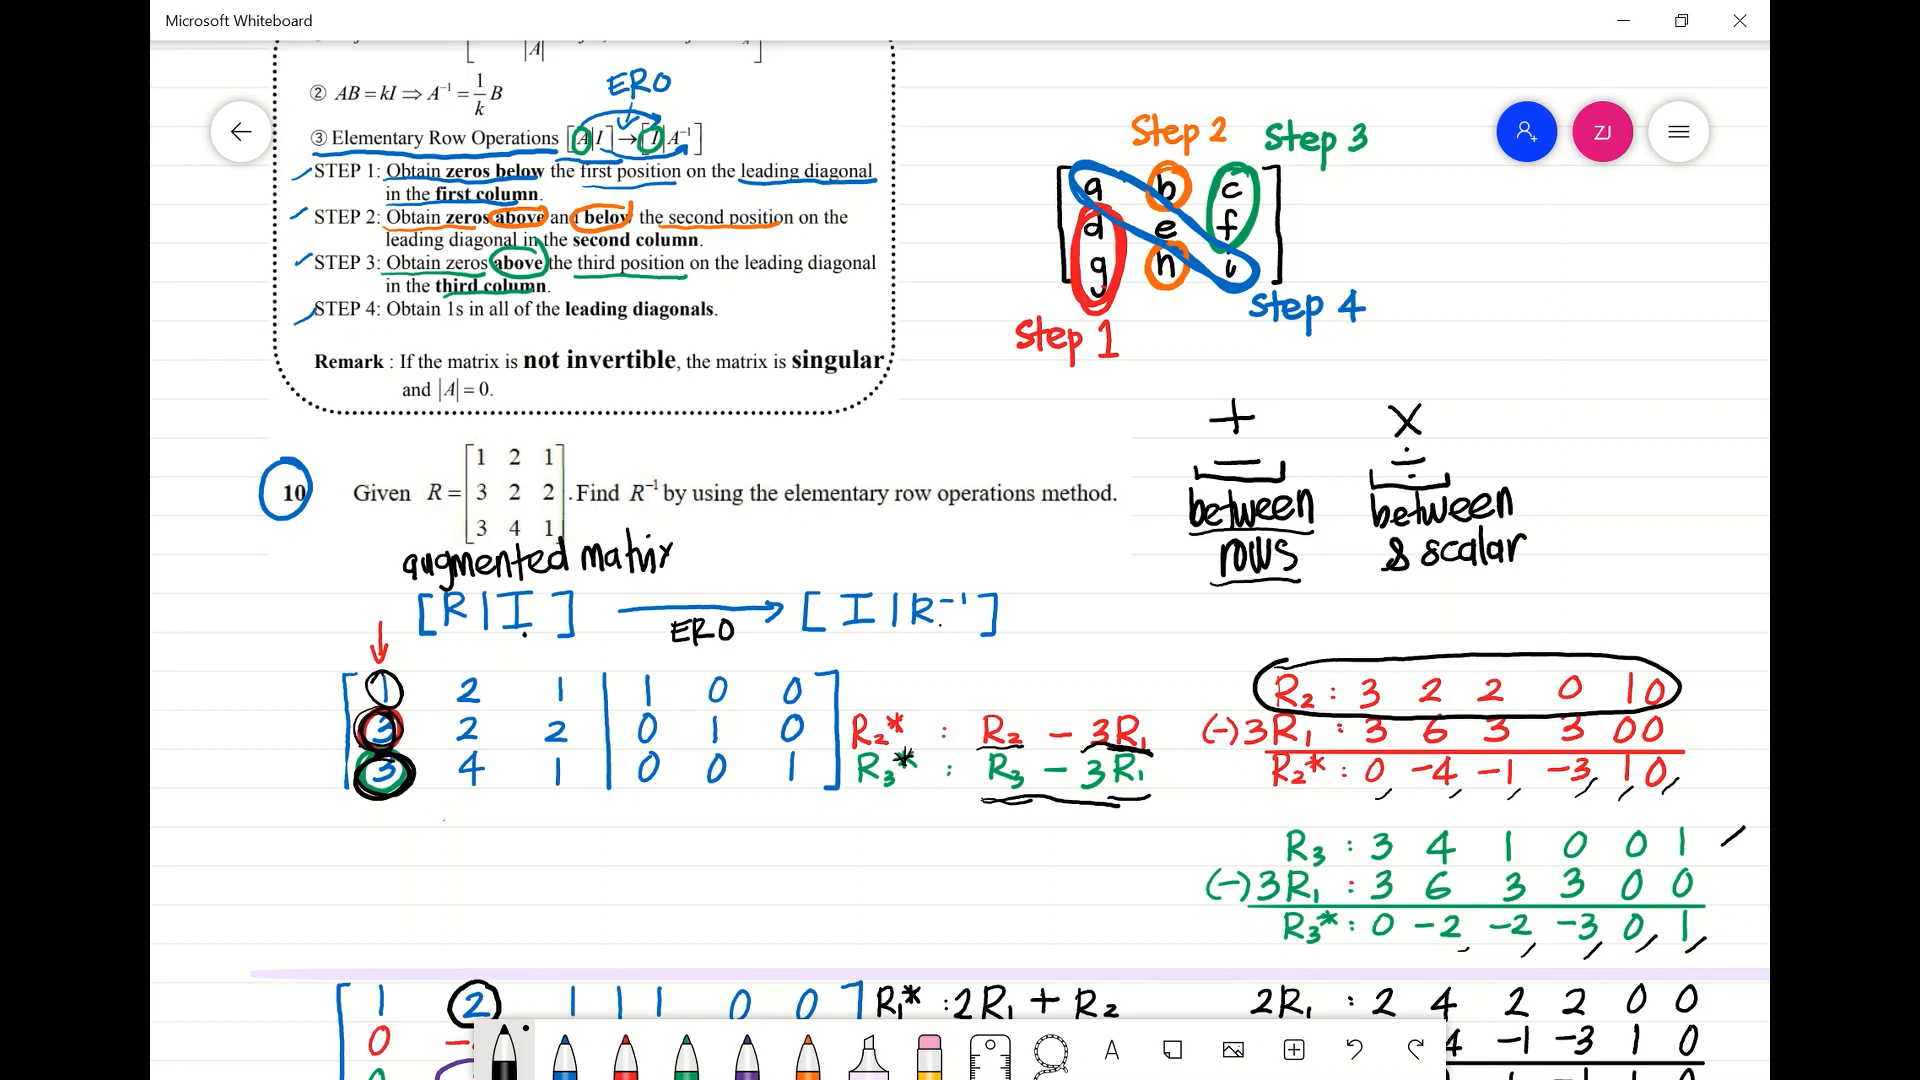 Microsoft Whiteboard
|A|
② AB = kI ⇒ A⁻¹ = 1/k B
ERO
③ Elementary Row Operations [A|I] → [I|A⁻¹]
STEP 1: Obtain zeros below the first position on the leading diagonal
in the first column.
STEP 2: Obtain zeros above and below the second position on the
leading diagonal in the second column.
STEP 3: Obtain zeros above the third position on the leading diagonal
in the third column.
STEP 4: Obtain 1s in all of the leading diagonals.
Remark : If the matrix is not invertible, the matrix is singular
and |A| = 0.
Step 2 Step 3
a b c
d e f
g h i
Step 1
Step 4
ZJ
+ ×
− ÷
between between
rows & scalar
10 Given R = [1 2 1; 3 2 2; 3 4 1]. Find R⁻¹ by using the elementary row operations method.
augmented matrix
[R | I] → [I | R⁻¹]
ERO
1 2 1 | 1 0 0
3 2 2 | 0 1 0 R₂* : R₂ − 3R₁
3 4 1 | 0 0 1 R₃* : R₃ − 3R₁
R₂ : 3 2 2 0 1 0
(−)3R₁ : 3 6 3 3 0 0
R₂* : 0 −4 −1 −3 1 0
R₃ : 3 4 1 0 0 1
(−)3R₁ : 3 6 3 3 0 0
R₃* : 0 −2 −2 −3 0 1
1 2 1 | 1 0 0 R₁* : 2R₁ + R₂
0 −
2R₁ : 2 4 2 2 0 0
4 −1 −3 1 0
A